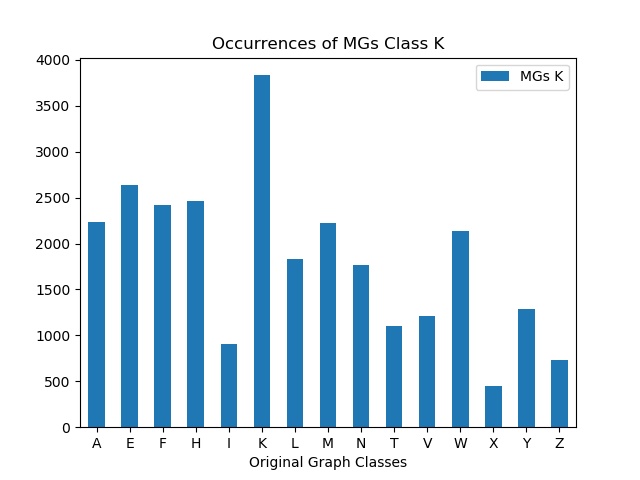 Occurrences of MGs Class K
MGs K
4000
3500
3000
2500
2000
1500
1000
500
0
A E F H I K L M N T V W X Y Z
Original Graph Classes